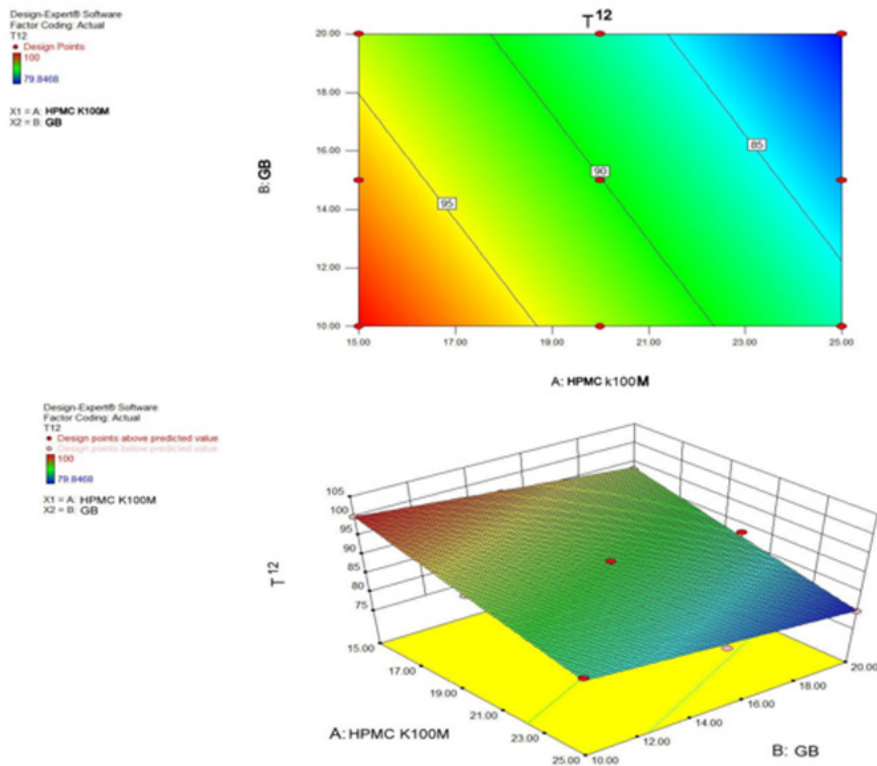 Design-Expert® Software
Factor Coding: Actual
T12
Design Points
100
79.8468
X1 = A: HPMC K100M
X2 = B: GB
T12
B: GB
20.00
18.00
16.00
14.00
12.00
10.00
95
90
85
15.00 17.00 19.00 21.00 23.00 25.00
A: HPMC k100M
Design-Expert® Software
Factor Coding: Actual
T12
Design points above predicted value
Design points below predicted value
100
79.8468
X1 = A: HPMC K100M
X2 = B: GB
T12
105
100
95
90
85
80
75
15.00
17.00
19.00
21.00
23.00
25.00
10.00
12.00
14.00
16.00
18.00
20.00
A: HPMC K100M
B: GB